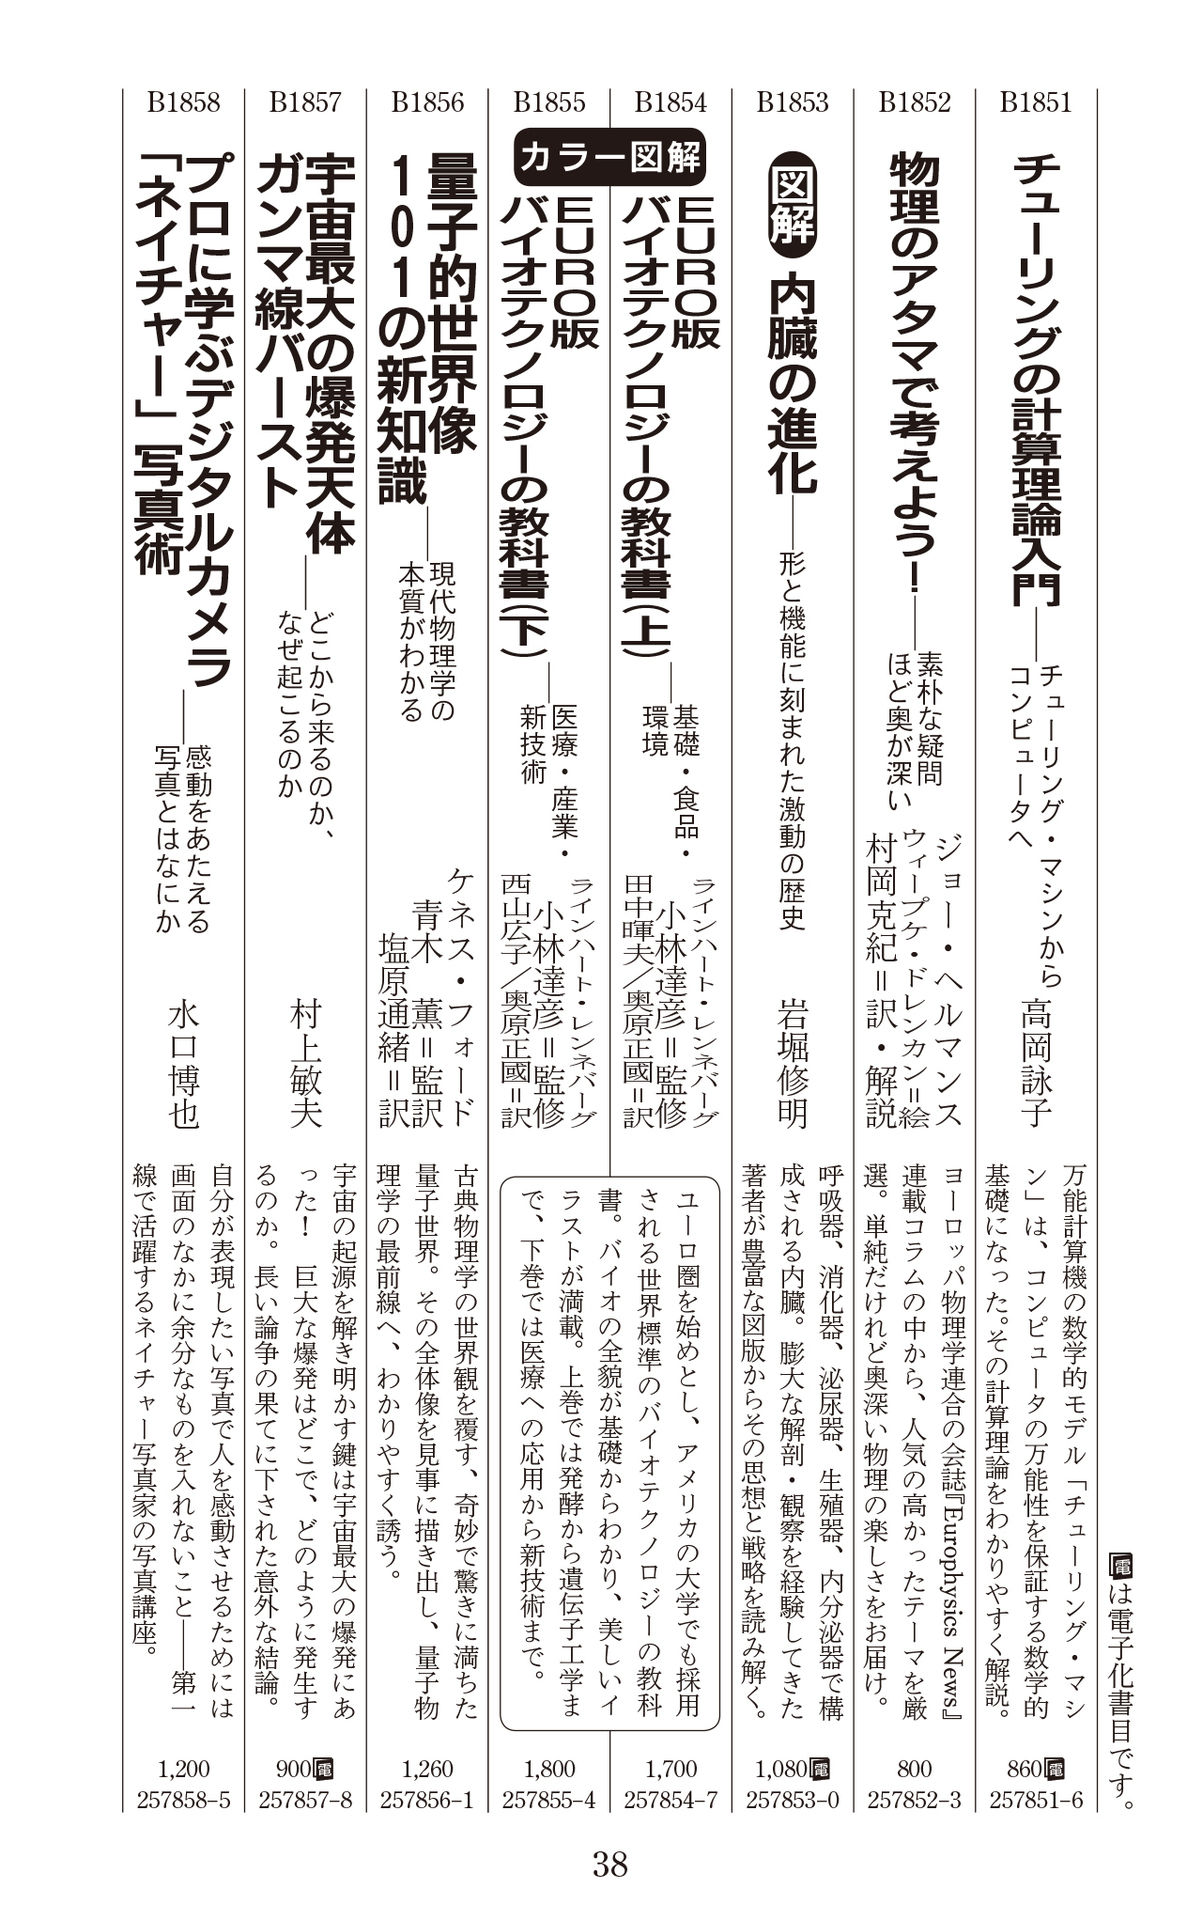 電は電子化書目です。
B1851
チューリングの計算理論入門
チューリング・マシンから
コンピュータへ
高岡詠子
万能計算機の数学的モデル「チューリング・マシ
ン」は、コンピュータの万能性を保証する数学的
基礎になった。その計算理論をわかりやすく解説。
860電
257851-6
B1852
物理のアタマで考えよう！
素朴な疑問
ほど奥が深い
ジョー・ヘルマンス
ウィープケ・ドレンカン＝絵
村岡克紀＝訳・解説
ヨーロッパ物理学連合の会誌『Europhysics News』
連載コラムの中から、人気の高かったテーマを厳
選。単純だけれど奥深い物理の楽しさをお届け。
800
257852-3
B1853
図解 内臓の進化
形と機能に刻まれた激動の歴史
岩堀修明
呼吸器、消化器、泌尿器、生殖器、内分泌器で構
成される内臓。膨大な解剖・観察を経験してきた
著者が豊富な図版からその思想と戦略を読み解く。
1,080電
257853-0
カラー図解
B1854
EURO版
バイオテクノロジーの教科書（上）
基礎・食品・
環境
ラインハート・レンネバーグ
小林達彦＝監修
田中暉夫／奥原正國＝訳
1,700
257854-7
B1855
EURO版
バイオテクノロジーの教科書（下）
医療・産業・
新技術
ラインハート・レンネバーグ
小林達彦＝監修
西山広子／奥原正國＝訳
ユーロ圏を始めとし、アメリカの大学でも採用
される世界標準のバイオテクノロジーの教科
書。バイオの全貌が基礎からわかり、美しいイ
ラストが満載。上巻では発酵から遺伝子工学ま
で、下巻では医療への応用から新技術まで。
1,800
257855-4
B1856
量子的世界像
101の新知識
現代物理学の
本質がわかる
ケネス・フォード
青木 薫＝監訳
塩原通緒＝訳
古典物理学の世界観を覆す、奇妙で驚きに満ちた
量子世界。その全体像を見事に描き出し、量子物
理学の最前線へ、わかりやすく誘う。
1,260
257856-1
B1857
宇宙最大の爆発天体
ガンマ線バースト
どこから来るのか、
なぜ起こるのか
村上敏夫
宇宙の起源を解き明かす鍵は宇宙最大の爆発にあ
った！ 巨大な爆発はどこで、どのように発生す
るのか。長い論争の果てに下された意外な結論。
900電
257857-8
B1858
プロに学ぶデジタルカメラ
「ネイチャー」写真術
感動をあたえる
写真とはなにか
水口博也
自分が表現したい写真で人を感動させるためには
画面のなかに余分なものを入れないこと――第一
線で活躍するネイチャー写真家の写真講座。
1,200
257858-5
38